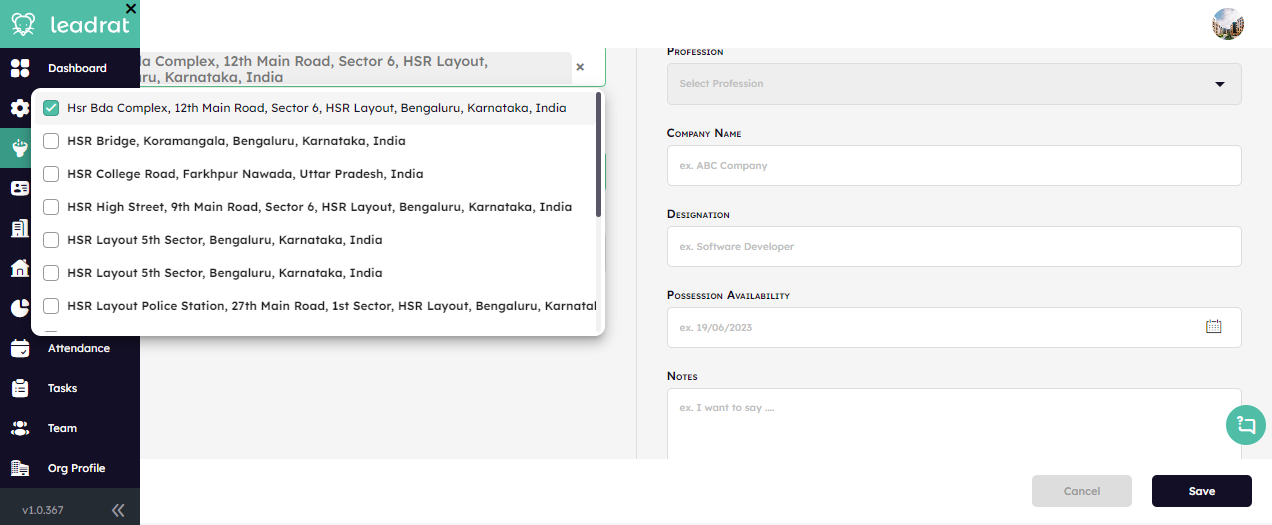 leadrat
Dashboard
Attendance
Tasks
Team
Org Profile
v1.0.367
Complex, 12th Main Road, Sector 6, HSR Layout,
Karnataka, India
Hsr Bda Complex, 12th Main Road, Sector 6, HSR Layout, Bengaluru, Karnataka, India
HSR Bridge, Koramangala, Bengaluru, Karnataka, India
HSR College Road, Farkhpur Nawada, Uttar Pradesh, India
HSR High Street, 9th Main Road, Sector 6, HSR Layout, Bengaluru, Karnataka, India
HSR Layout 5th Sector, Bengaluru, Karnataka, India
HSR Layout 5th Sector, Bengaluru, Karnataka, India
HSR Layout Police Station, 27th Main Road, 1st Sector, HSR Layout, Bengaluru,
Profession
Select Profession
Company Name
ex. ABC Company
Designation
ex. Software Developer
Possession Availability
ex. 19/06/2023
Notes
ex. I want to say ....
Cancel
Save